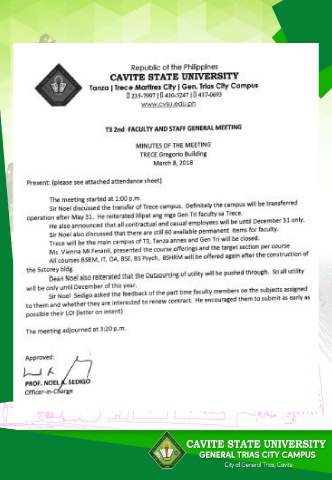 Republic of the Philippines
CAVITE STATE UNIVERSITY
Tanza | Trece Martires City | Gen. Trias City Campus
235-7997 | 410-5247 | 437-0693
www.cvsu.edu.ph
T3 2nd FACULTY AND STAFF GENERAL MEETING
MINUTES OF THE MEETING
TRECE Gregorio Building
March 8, 2018
Present: (please see attached attendance sheet)
The meeting started at 1:00 p.m.
Sir Noel discussed the transfer of Trece campus. Definitely the campus will be transferred
operation after May 31. He reiterated lilipat ang mga Gen Tri faculty sa Trece.
He also announced that all contractual and casual employees will be until December 31 only.
Sir Noel also discussed that there are still 60 available permanent items for faculty.
Trece will be the main campus of T3, Tanza annex and Gen Tri will be closed.
Ms. Vienna Mi Feranil, presented the course offerings and the target section per course
All courses BSBM, IT, OA, BSE, BS Psych, BSHRM will be offered again after the construction of
the 5storey bldg.
Dean Noel also reiterated that the Outsourcing of utility will be pushed through. So all utility
will be only until December of this year.
Sir Noel Sedigo asked the feedback of the part time faculty members on the subjects assigned
to them and whether they are interested to renew contract. He encouraged them to submit as early as
possible their LOI (letter on intent)
The meeting adjourned at 3:20 p.m.
Approved:
PROF. NOEL A. SEDIGO
Officer-in-Charge
CAVITE STATE UNIVERSITY
GENERAL TRIAS CITY CAMPUS
City of General Trias, Cavite